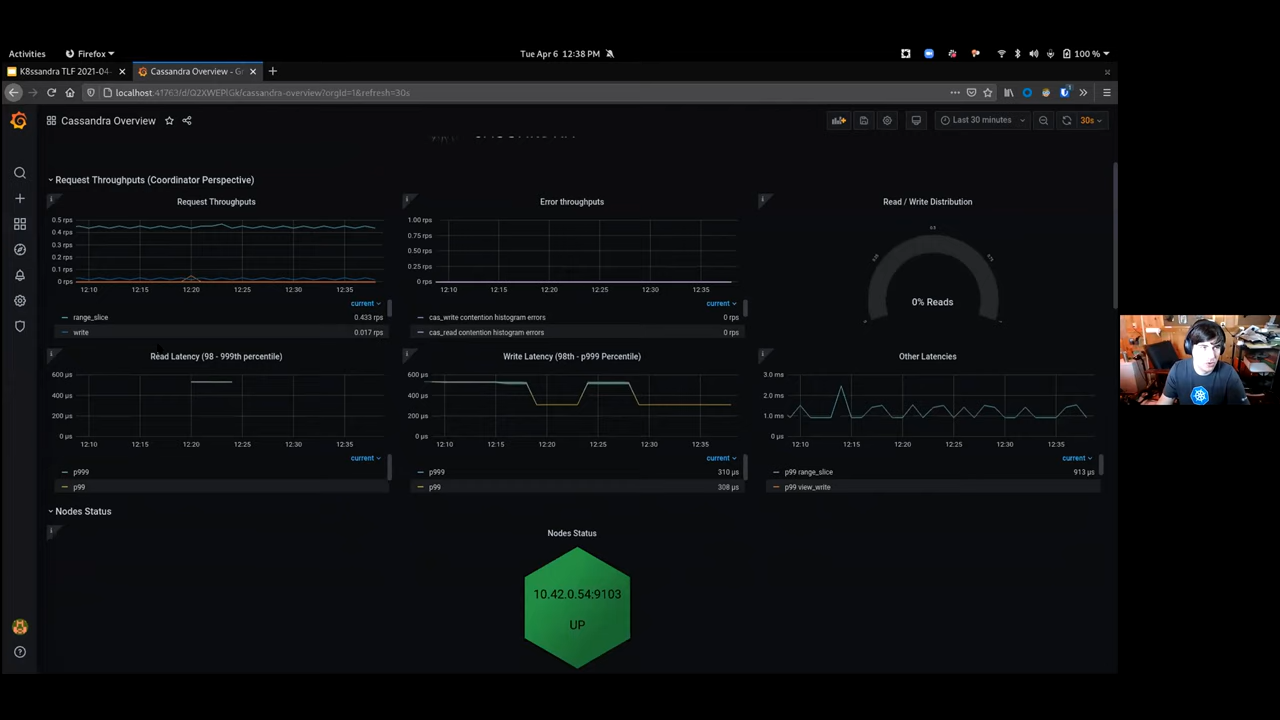 Activities Firefox Tue Apr 6 12:38 PM 100 %
K8ssandra TLF 2021-04- Cassandra Overview - Gr
localhost:41763/d/Q2XWEPlGk/cassandra-overview?orgId=1&refresh=30s
Cassandra Overview Last 30 minutes 30s
Request Throughputs (Coordinator Perspective)
Request Throughputs
0.5 rps
0.4 rps
0.3 rps
0.2 rps
0.1 rps
0 rps
12:10 12:15 12:20 12:25 12:30 12:35
current
range_slice 0.433 rps
write 0.017 rps
Error throughputs
1.00 rps
0.75 rps
0.50 rps
0.25 rps
0 rps
12:10 12:15 12:20 12:25 12:30 12:35
current
cas_write contention histogram errors 0 rps
cas_read contention histogram errors 0 rps
Read / Write Distribution
0.5
0.25 0.75
0% Reads
Read Latency (98 - 999th percentile)
600 µs
400 µs
200 µs
0 µs
12:10 12:15 12:20 12:25 12:30 12:35
current
p999
p99
Write Latency (98th - p999 Percentile)
600 µs
400 µs
200 µs
0 µs
12:10 12:15 12:20 12:25 12:30 12:35
current
p999 310 µs
p99 308 µs
Other Latencies
3.0 ms
2.0 ms
1.0 ms
0 µs
12:10 12:15 12:20 12:25 12:30 12:35
current
p99 range_slice 913 µs
p99 view_write
Nodes Status
Nodes Status
10.42.0.54:9103
UP